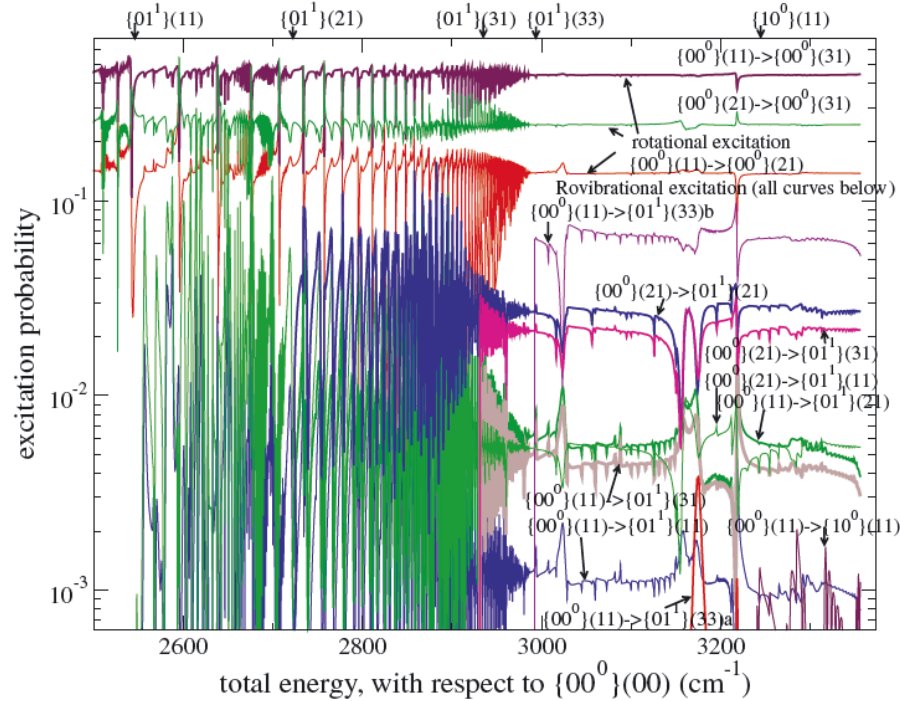 {01¹}(11) {01¹}(21) {01¹}(31) {01¹}(33) {10⁰}(11)
{00⁰}(11)->{00⁰}(31)
{00⁰}(21)->{00⁰}(31)
rotational excitation
{00⁰}(11)->{00⁰}(21)
10⁻¹
Rovibrational excitation (all curves below)
{00⁰}(11)->{01¹}(33)b
{00⁰}(21)->{01¹}(21)
{00⁰}(21)->{01¹}(31)
{00⁰}(21)->{01¹}(11)
10⁻²
{00⁰}(11)->{01¹}(21)
{00⁰}(11)->{01¹}(31)
{00⁰}(11)->{01¹}(11) {00⁰}(11)->{10⁰}(11)
10⁻³
{00⁰}(11)->{01¹}(33)a
excitation probability
2600 2800 3000 3200
total energy, with respect to {00⁰}(00) (cm⁻¹)